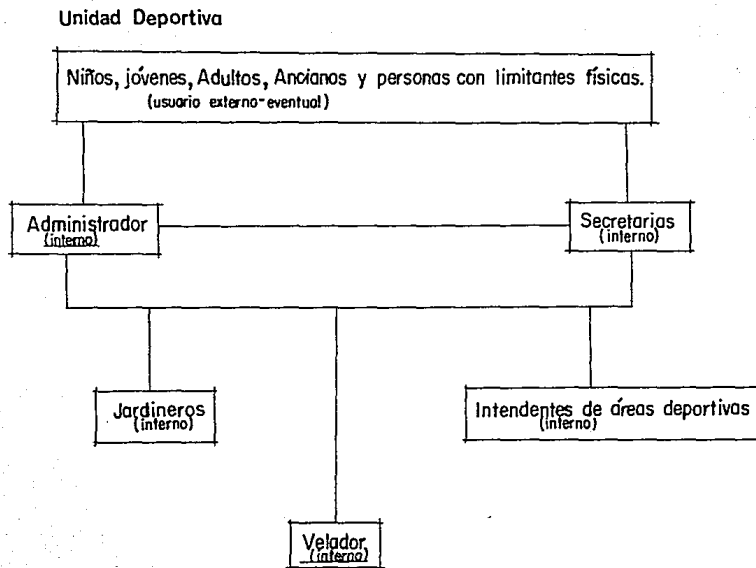 Unidad Deportiva
Niños, jóvenes, Adultos, Ancianos y personas con limitantes físicas.
(usuario externo-eventual)
Administrador
(interno)
Secretarias
(interno)
Jardineros
(interno)
Intendentes de áreas deportivas
(interno)
Velador
(interno)